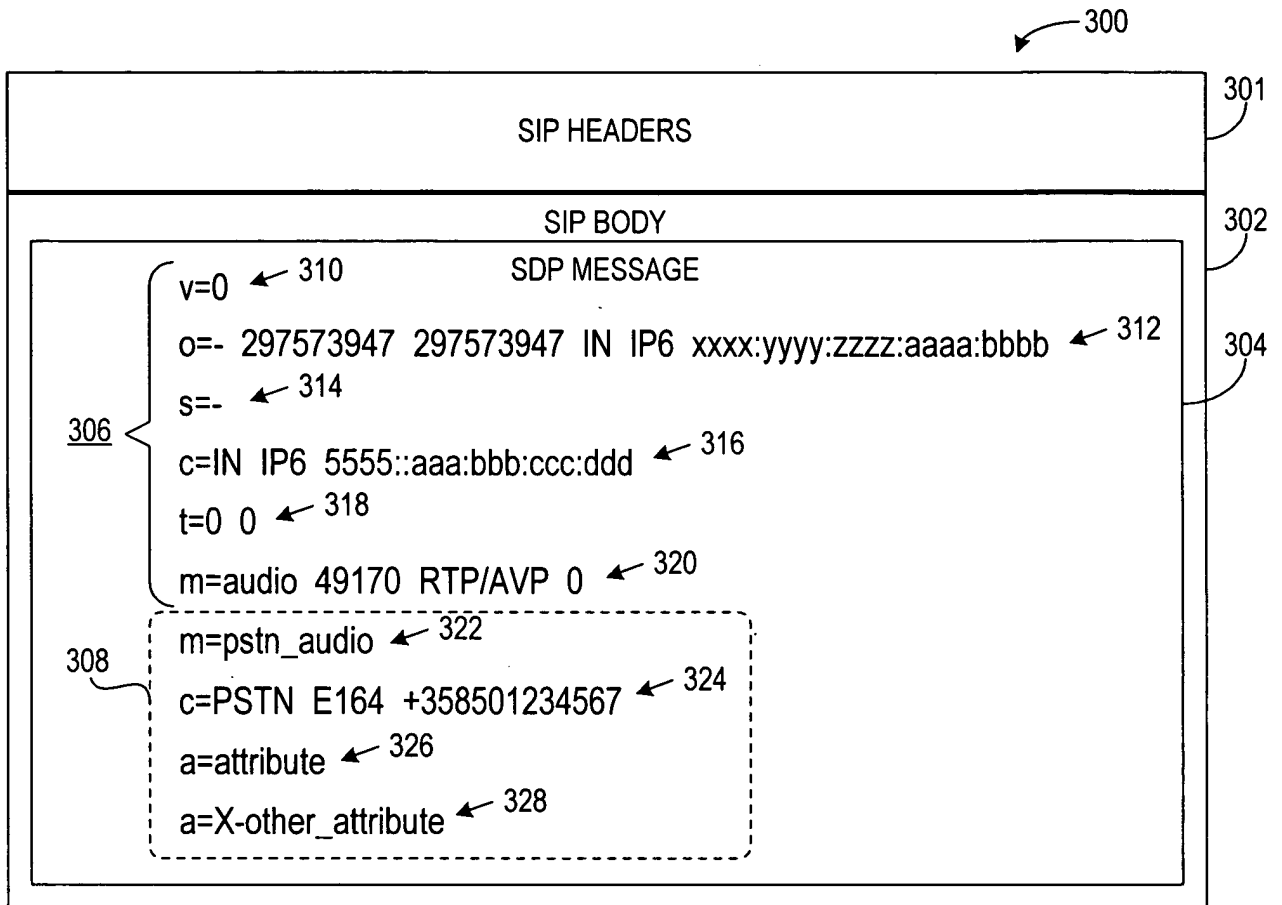 300
301
SIP HEADERS
302
SIP BODY
SDP MESSAGE
v=0 310
o=- 297573947 297573947 IN IP6 xxxx:yyyy:zzzz:aaaa:bbbb 312
304
s=- 314
306
c=IN IP6 5555::aaa:bbb:ccc:ddd 316
t=0 0 318
m=audio 49170 RTP/AVP 0 320
m=pstn_audio 322
308
c=PSTN E164 +358501234567 324
a=attribute 326
a=X-other_attribute 328